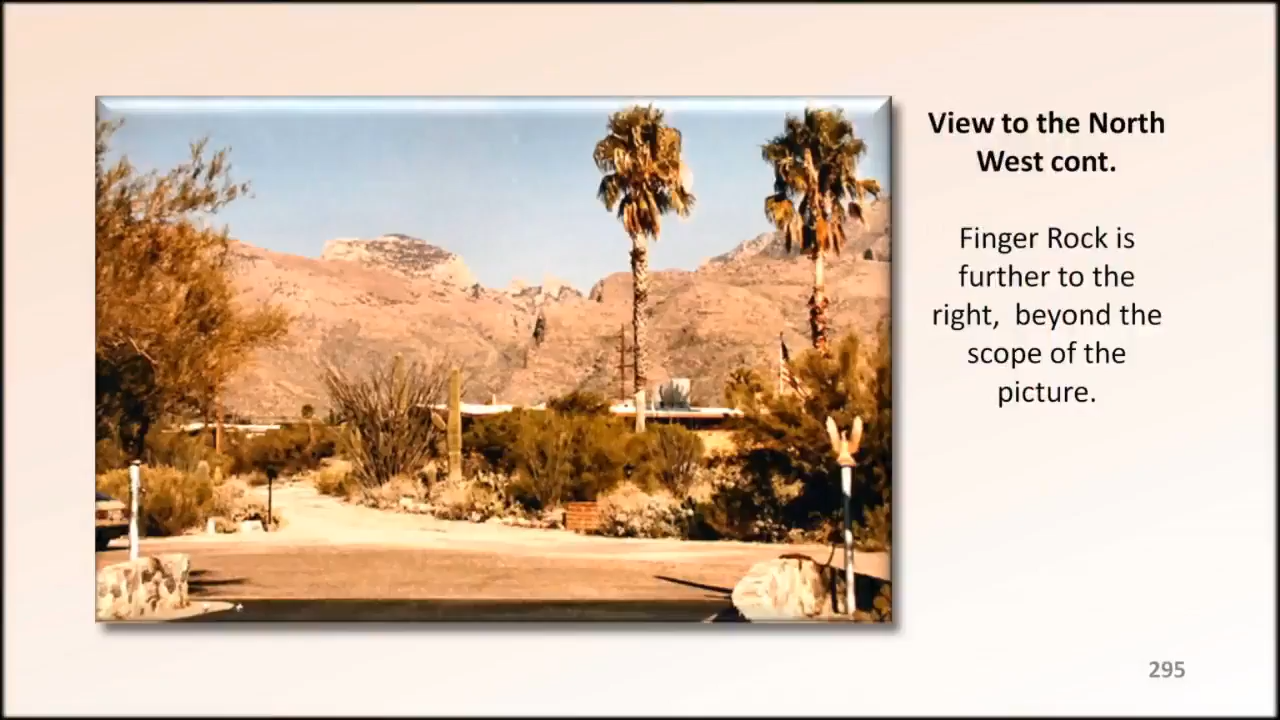 View to the North
West cont.
Finger Rock is
further to the
right,  beyond the
scope of the
picture.
295